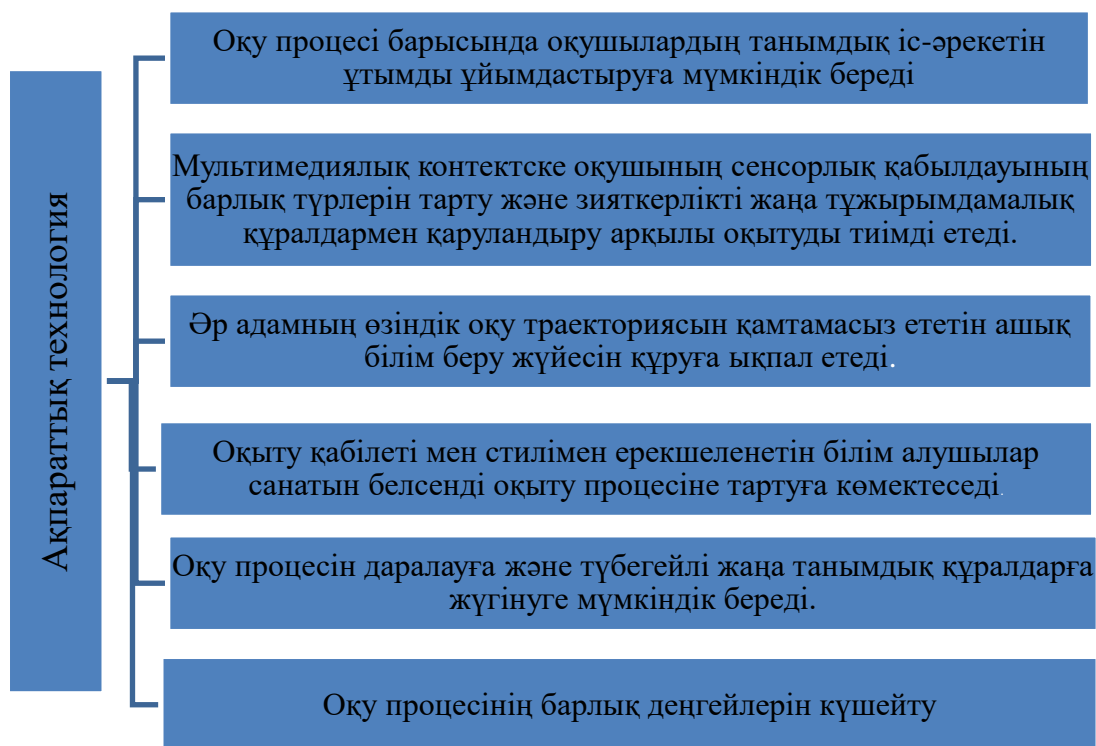 Ақпараттық технология
Оқу процесі барысында оқушылардың танымдық іс-әрекетін
ұтымды ұйымдастыруға мүмкіндік береді
Мультимедиялық контектске оқушының сенсорлық қабылдауының
барлық түрлерін тарту және зияткерлікті жаңа тұжырымдамалық
құралдармен қаруландыру арқылы оқытуды тиімді етеді.
Әр адамның өзіндік оқу траекториясын қамтамасыз ететін ашық
білім беру жүйесін құруға ықпал етеді.
Оқыту қабілеті мен стилімен ерекшеленетін білім алушылар
санатын белсенді оқыту процесіне тартуға көмектеседі.
Оқу процесін даралауға және түбегейлі жаңа танымдық құралдарға
жүгінуге мүмкіндік береді.
Оқу процесінің барлық деңгейлерін күшейту